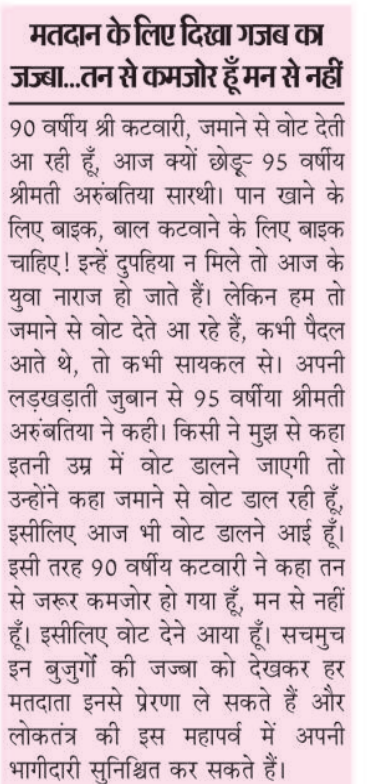 मतदान के लिए दिखा गजब का
जज्बा...तन से कमजोर हूँ मन से नहीं
90 वर्षीय श्री कटवारी, जमाने से वोट देती
आ रही हूँ, आज क्यों छोडू- 95 वर्षीय
श्रीमती अरुंबतिया सारथी। पान खाने के
लिए बाइक, बाल कटवाने के लिए बाइक
चाहिए! इन्हें दुपहिया न मिले तो आज के
युवा नाराज हो जाते हैं। लेकिन हम तो
जमाने से वोट देते आ रहे हैं, कभी पैदल
आते थे, तो कभी सायकल से। अपनी
लड़खड़ाती जुबान से 95 वर्षीया श्रीमती
अरुंबतिया ने कही। किसी ने मुझ से कहा
इतनी उम्र में वोट डालने जाएगी तो
उन्होंने कहा जमाने से वोट डाल रही हूँ,
इसीलिए आज भी वोट डालने आई हूँ।
इसी तरह 90 वर्षीय कटवारी ने कहा तन
से जरूर कमजोर हो गया हूँ, मन से नहीं
हूँ। इसीलिए वोट देने आया हूँ। सचमुच
इन बुजुर्गों की जज्बा को देखकर हर
मतदाता इनसे प्रेरणा ले सकते हैं और
लोकतंत्र की इस महापर्व में अपनी
भागीदारी सुनिश्चित कर सकते हैं।